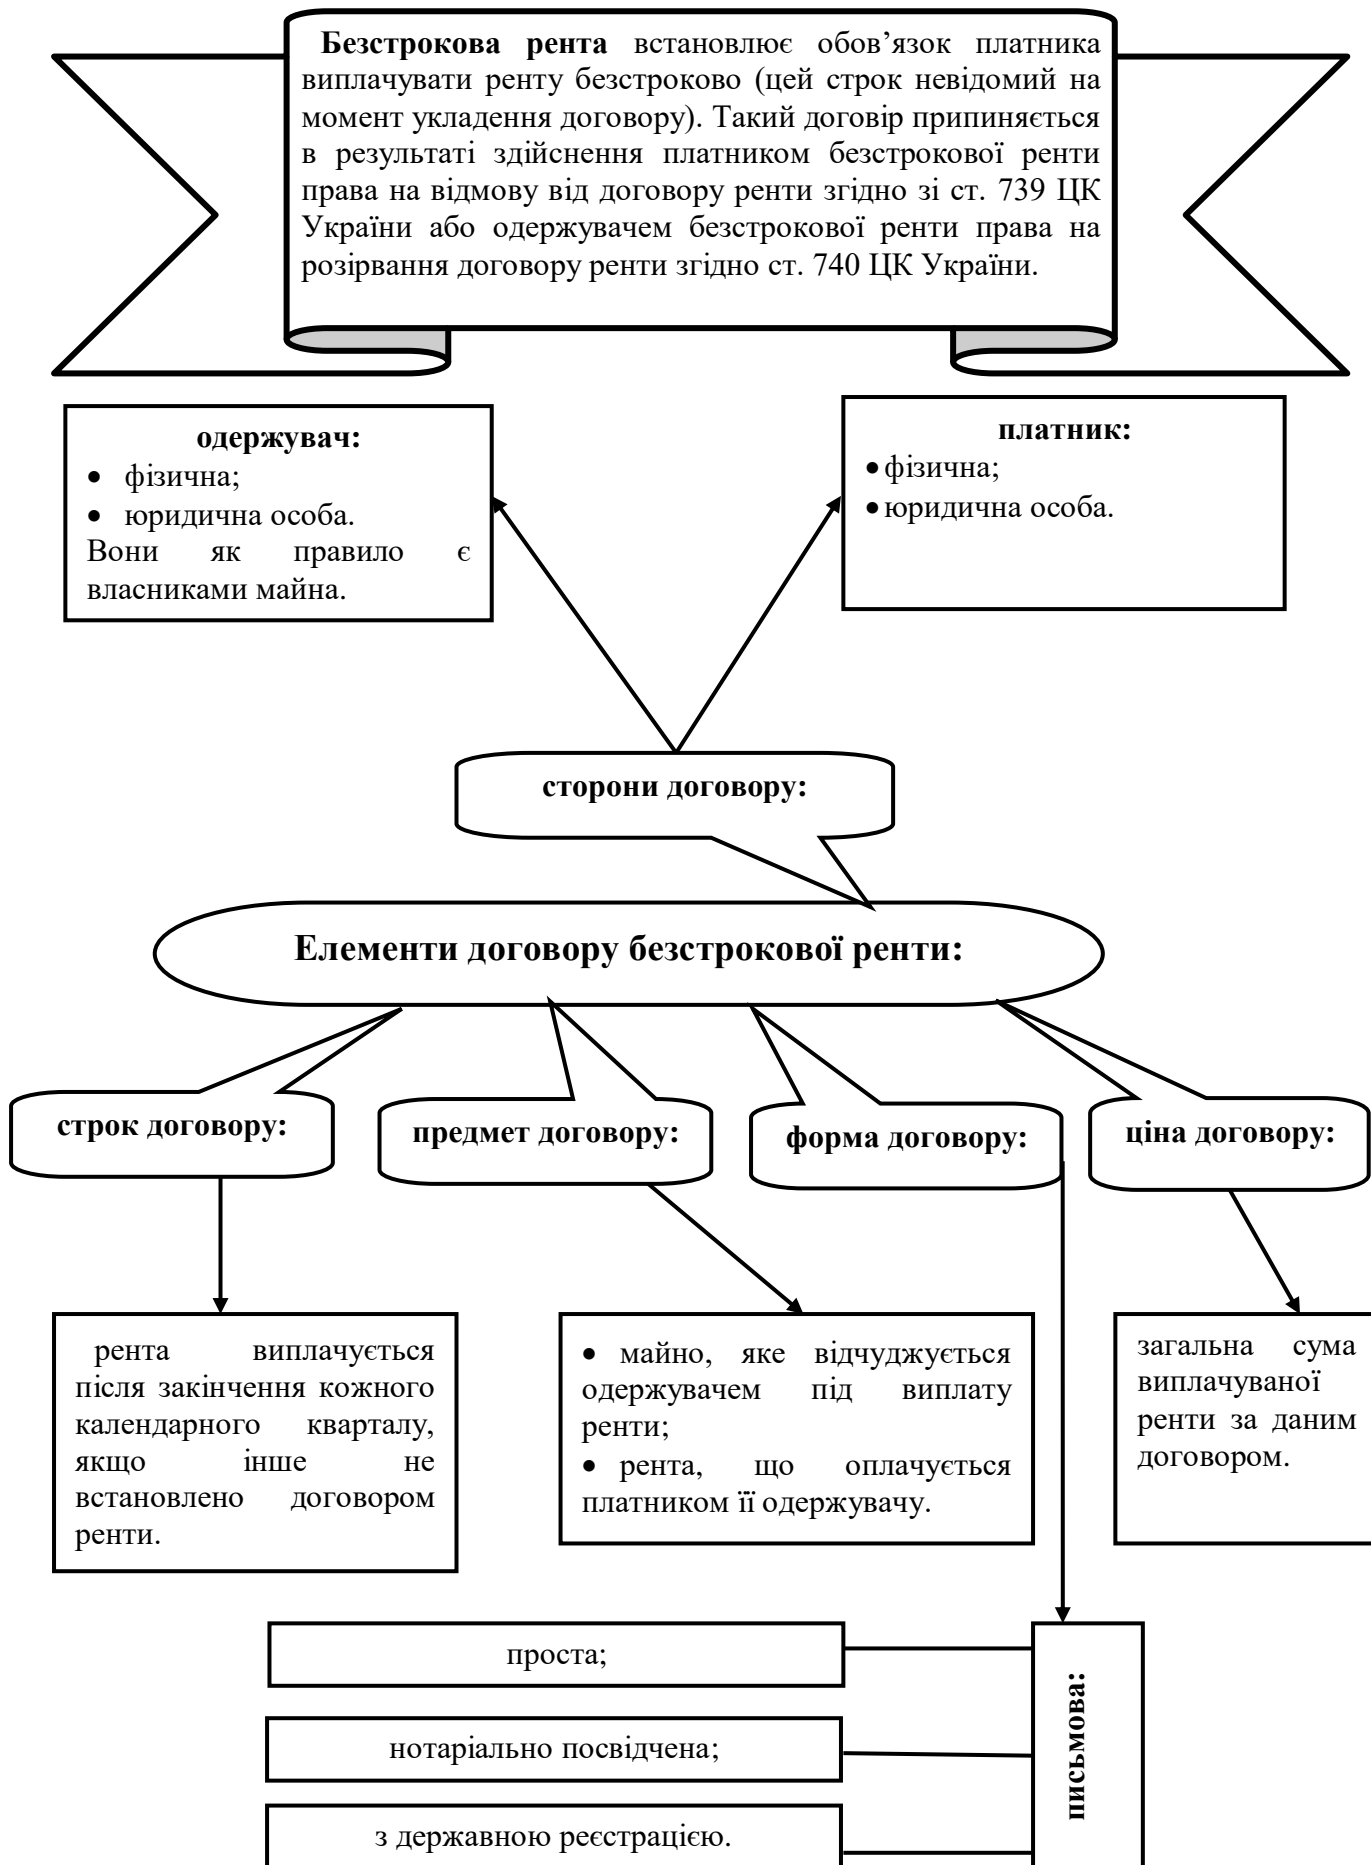 Безстрокова рента встановлює обов’язок платника
виплачувати ренту безстроково (цей строк невідомий на
момент укладення договору). Такий договір припиняється
в результаті здійснення платником безстрокової ренти
права на відмову від договору ренти згідно зі ст. 739 ЦК
України або одержувачем безстрокової ренти права на
розірвання договору ренти згідно ст. 740 ЦК України.
одержувач:
• фізична;
• юридична особа.
Вони як правило є
власниками майна.
платник:
• фізична;
• юридична особа.
сторони договору:
Елементи договору безстрокової ренти:
строк договору:
предмет договору:
форма договору:
ціна договору:
рента виплачується
після закінчення кожного
календарного кварталу,
якщо інше не
встановлено договором
ренти.
• майно, яке відчуджується
одержувачем під виплату
ренти;
• рента, що оплачується
платником її одержувачу.
загальна сума
виплачуваної
ренти за даним
договором.
проста;
нотаріально посвідчена;
з державною реєстрацією.
письмова: